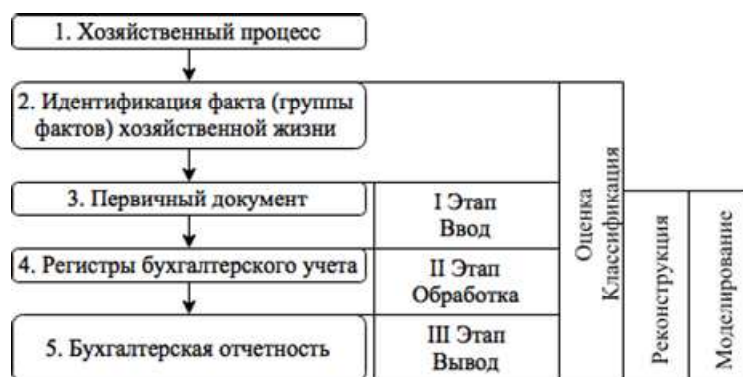 1. Хозяйственный процесс
2. Идентификация факта (группы
фактов) хозяйственной жизни
3. Первичный документ
I Этап
Ввод
4. Регистры бухгалтерского учета
II Этап
Обработка
5. Бухгалтерская отчетность
III Этап
Вывод
Оценка
Классификация
Реконструкция
Моделирование